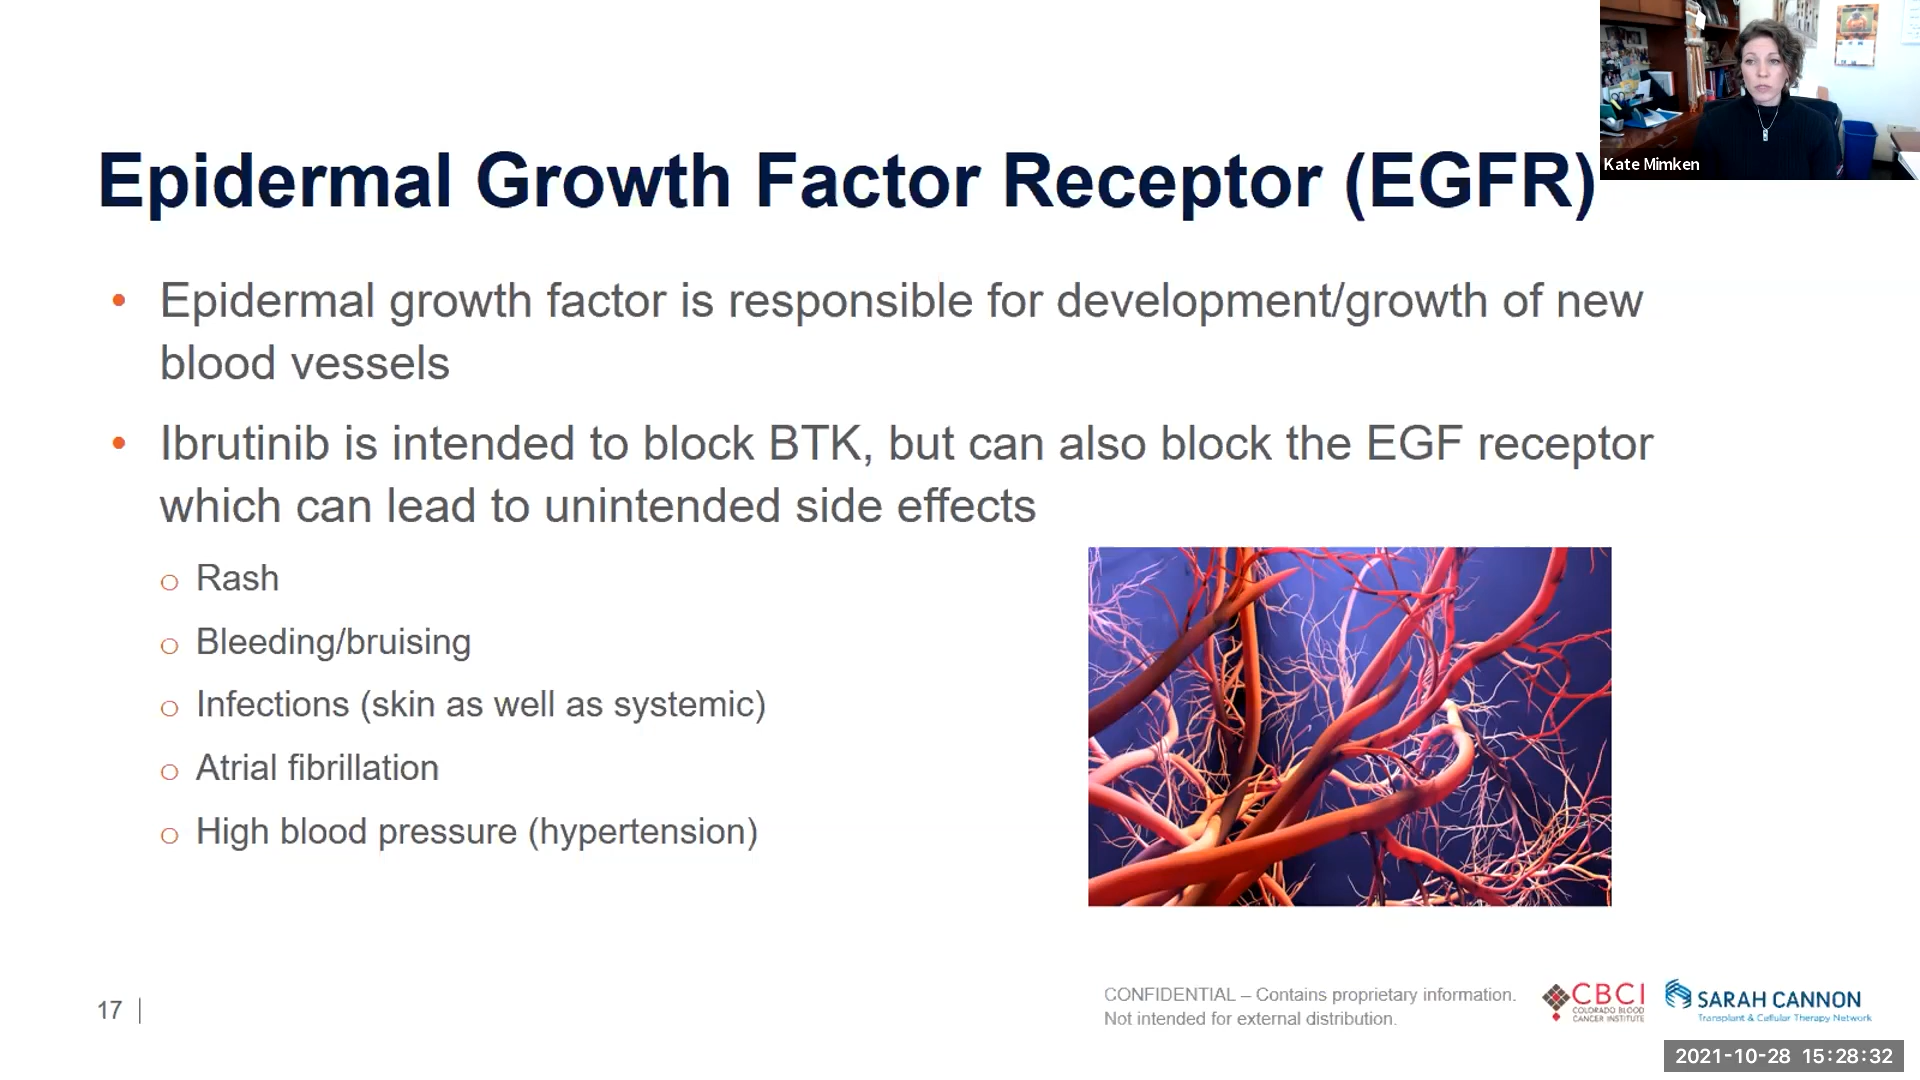 Kate Mimken
Epidermal Growth Factor Receptor (EGFR)
• Epidermal growth factor is responsible for development/growth of new
blood vessels
• Ibrutinib is intended to block BTK, but can also block the EGF receptor
which can lead to unintended side effects
o Rash
o Bleeding/bruising
o Infections (skin as well as systemic)
o Atrial fibrillation
o High blood pressure (hypertension)
17
CONFIDENTIAL – Contains proprietary information.
Not intended for external distribution.
CBCI
COLORADO BLOOD
CANCER INSTITUTE
SARAH CANNON
Transplant & Cellular Therapy Network
2021-10-28 15:28:32